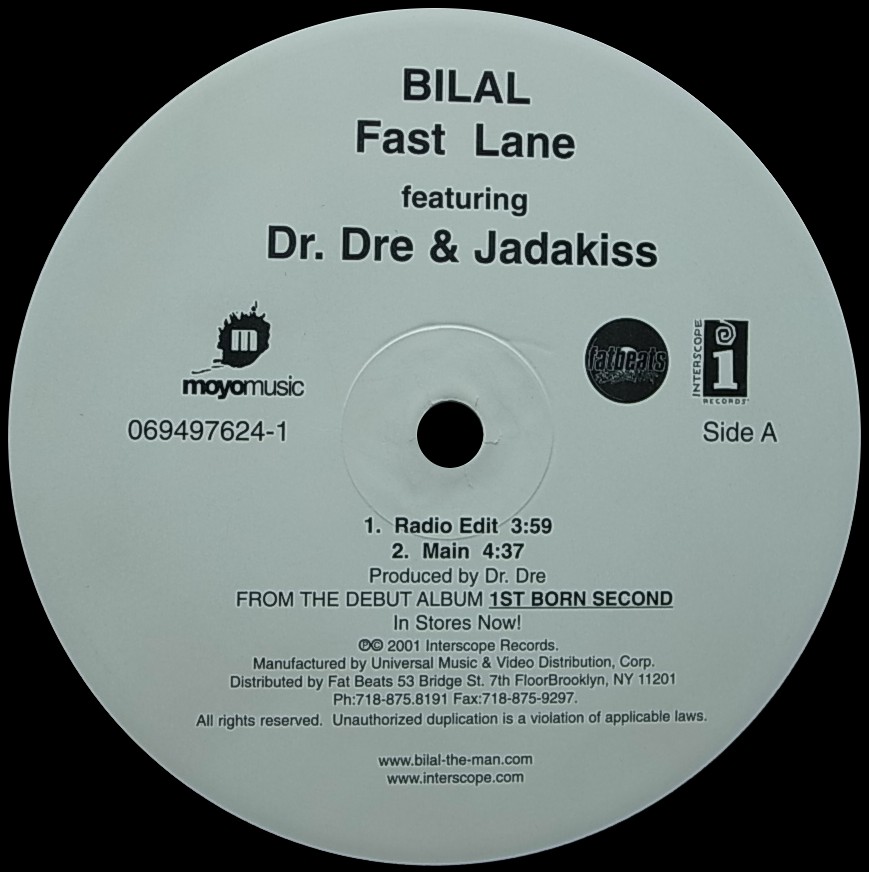 BILAL
Fast Lane
featuring
Dr. Dre & Jadakiss
m
moyomusic
fatbeats
INTERSCOPE
i
RECORDS
069497624-1
Side A
1. Radio Edit 3:59
2. Main 4:37
Produced by Dr. Dre
FROM THE DEBUT ALBUM 1ST BORN SECOND
In Stores Now!
℗© 2001 Interscope Records.
Manufactured by Universal Music & Video Distribution, Corp.
Distributed by Fat Beats 53 Bridge St. 7th FloorBrooklyn, NY 11201
Ph:718-875.8191 Fax:718-875-9297.
All rights reserved. Unauthorized duplication is a violation of applicable laws.
www.bilal-the-man.com
www.interscope.com